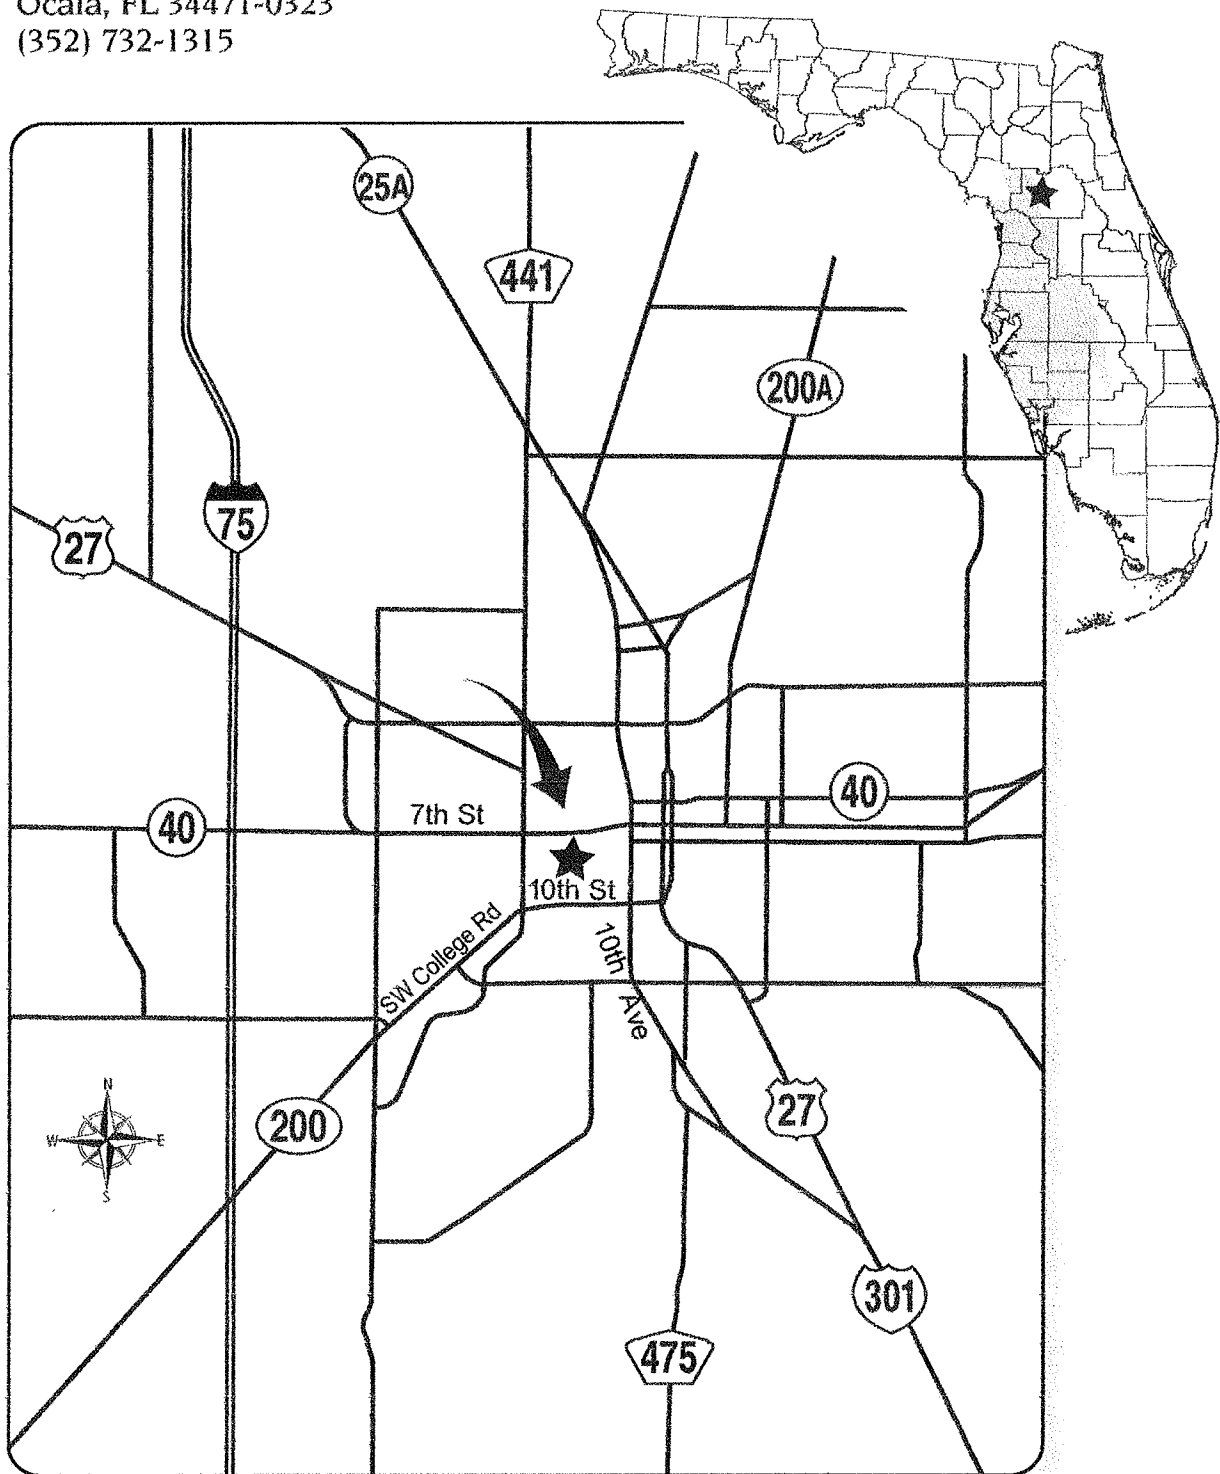 Ocala, FL 34471-0323
(352) 732-1315
25A
441
200A
75
27
40
7th St
40
10th St
SW College Rd
10th
Ave
N
W E
S
200
27
301
475